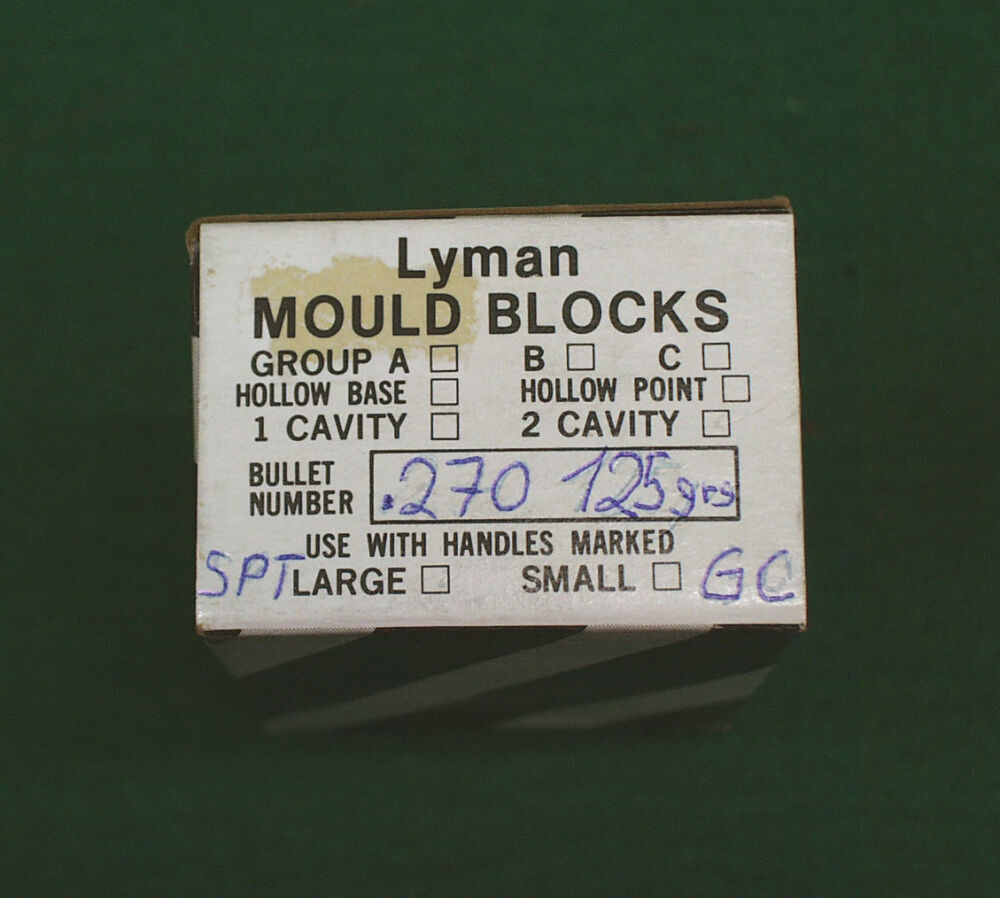 Lyman
MOULD BLOCKS
GROUP A □ B □ C □
HOLLOW BASE □ HOLLOW POINT □
1 CAVITY □ 2 CAVITY □
BULLET NUMBER .270 125grs
USE WITH HANDLES MARKED
SPT LARGE □ SMALL □ GC